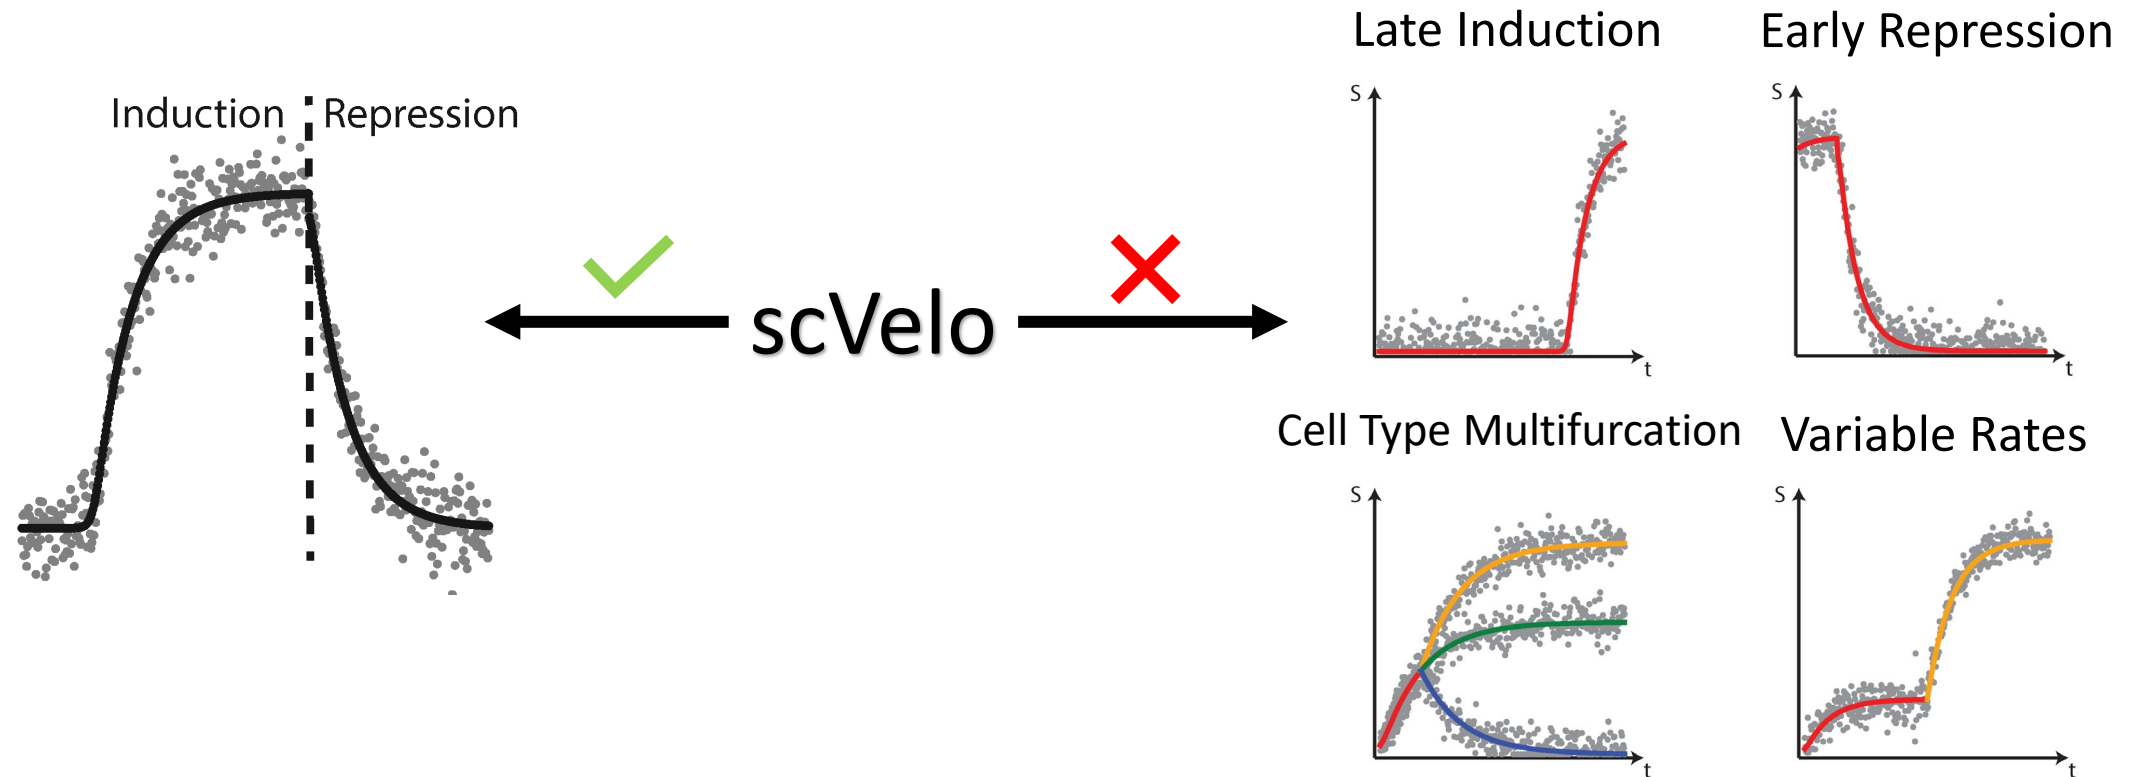 Induction
Repression
scVelo
Late Induction
S
t
Early Repression
S
t
Cell Type Multifurcation
S
t
Variable Rates
S
t